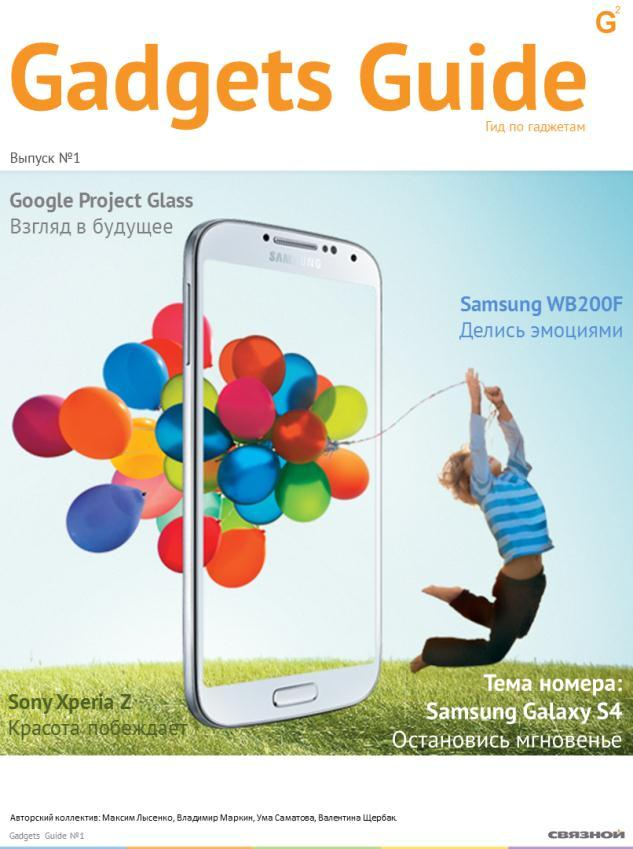 G²
Gadgets Guide
Гид по гаджетам
Выпуск №1
Google Project Glass
Взгляд в будущее
SAMSUNG
Samsung WB200F
Делись эмоциями
Тема номера:
Samsung Galaxy S4
Остановись мгновенье
Sony Xperia Z
Красота побеждает
Авторский коллектив: Максим Лысенко, Владимир Маркин, Ума Саматова, Валентина Щербак.
Gadgets Guide №1
СВЯЗНОЙ